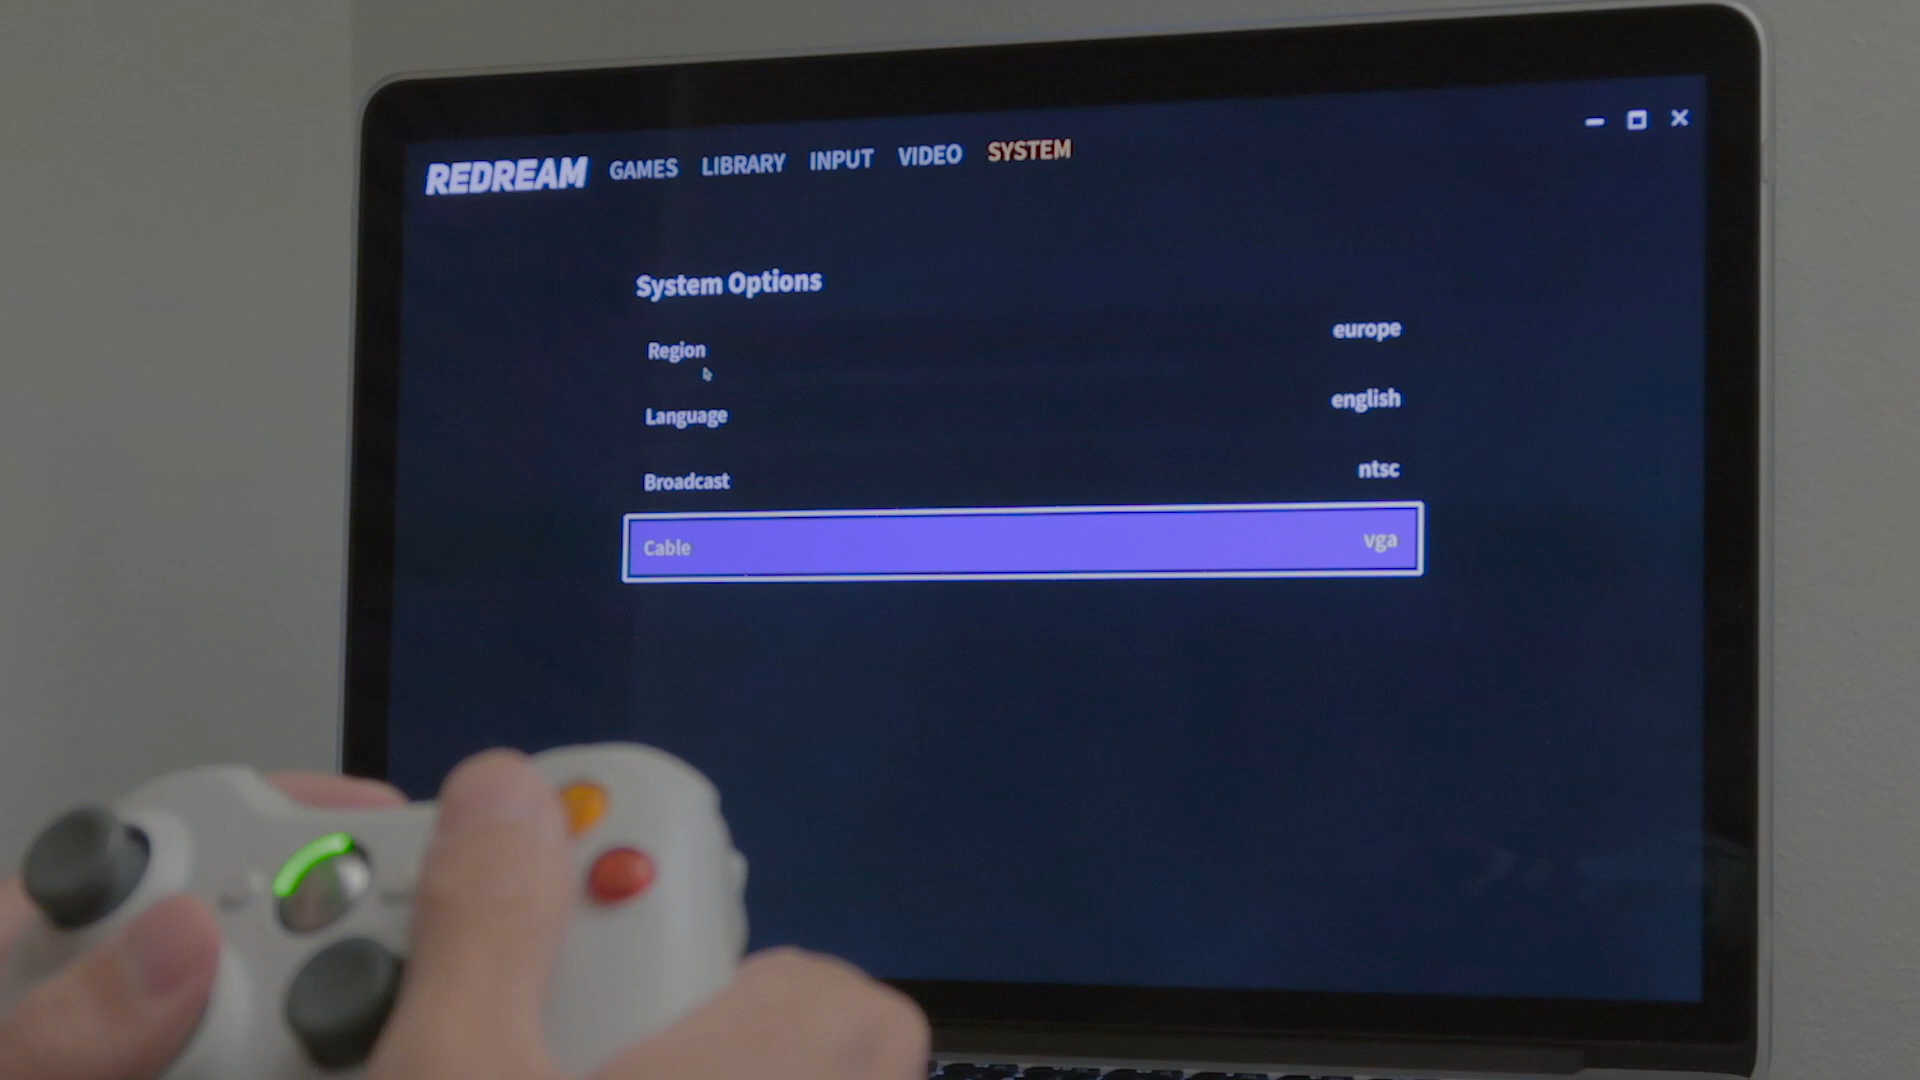 REDREAM GAMES LIBRARY INPUT VIDEO SYSTEM
System Options
Region europe
Language english
Broadcast ntsc
Cable vga